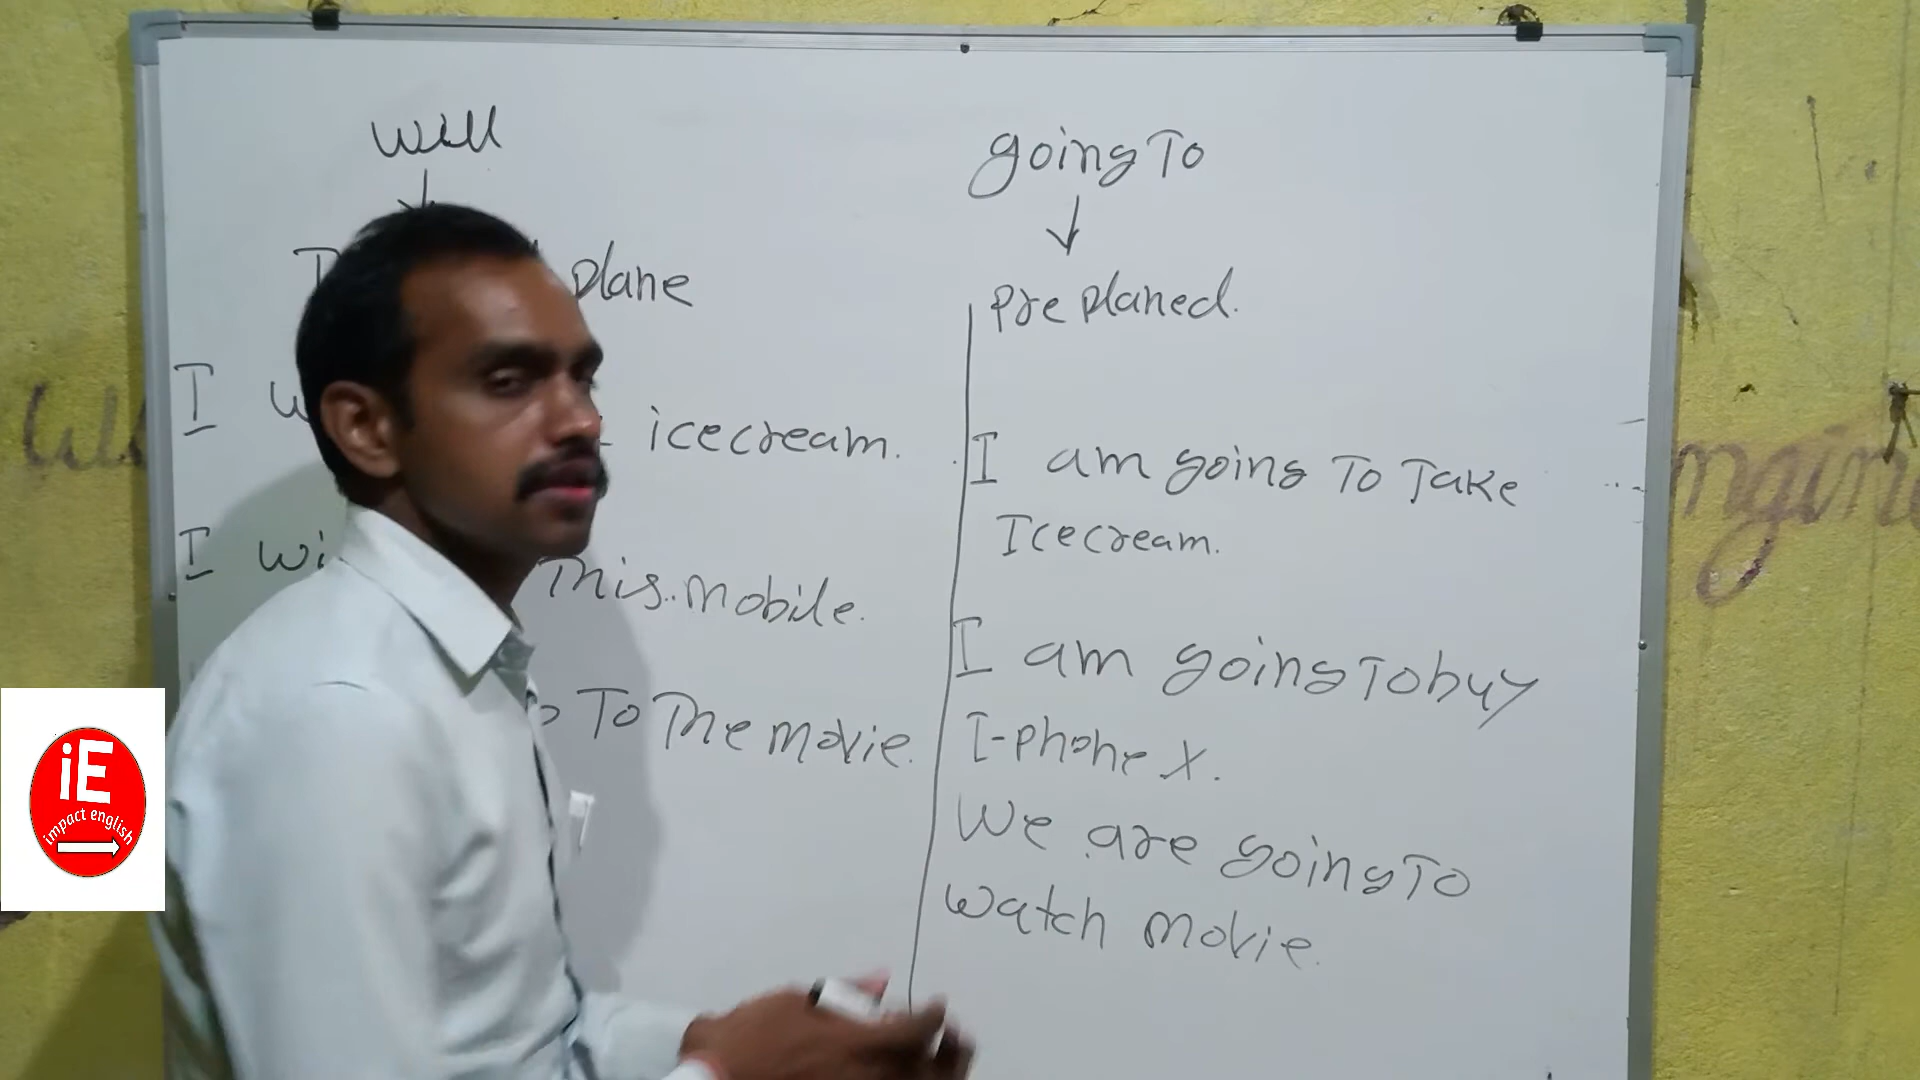 will
plane
I
icecream.
I
This mobile.
To The movie.
going To
pre planed.
I am going To Take
Icecream.
I am going To buy
I-phone X.
We are going To
watch movie.
iE
impact english